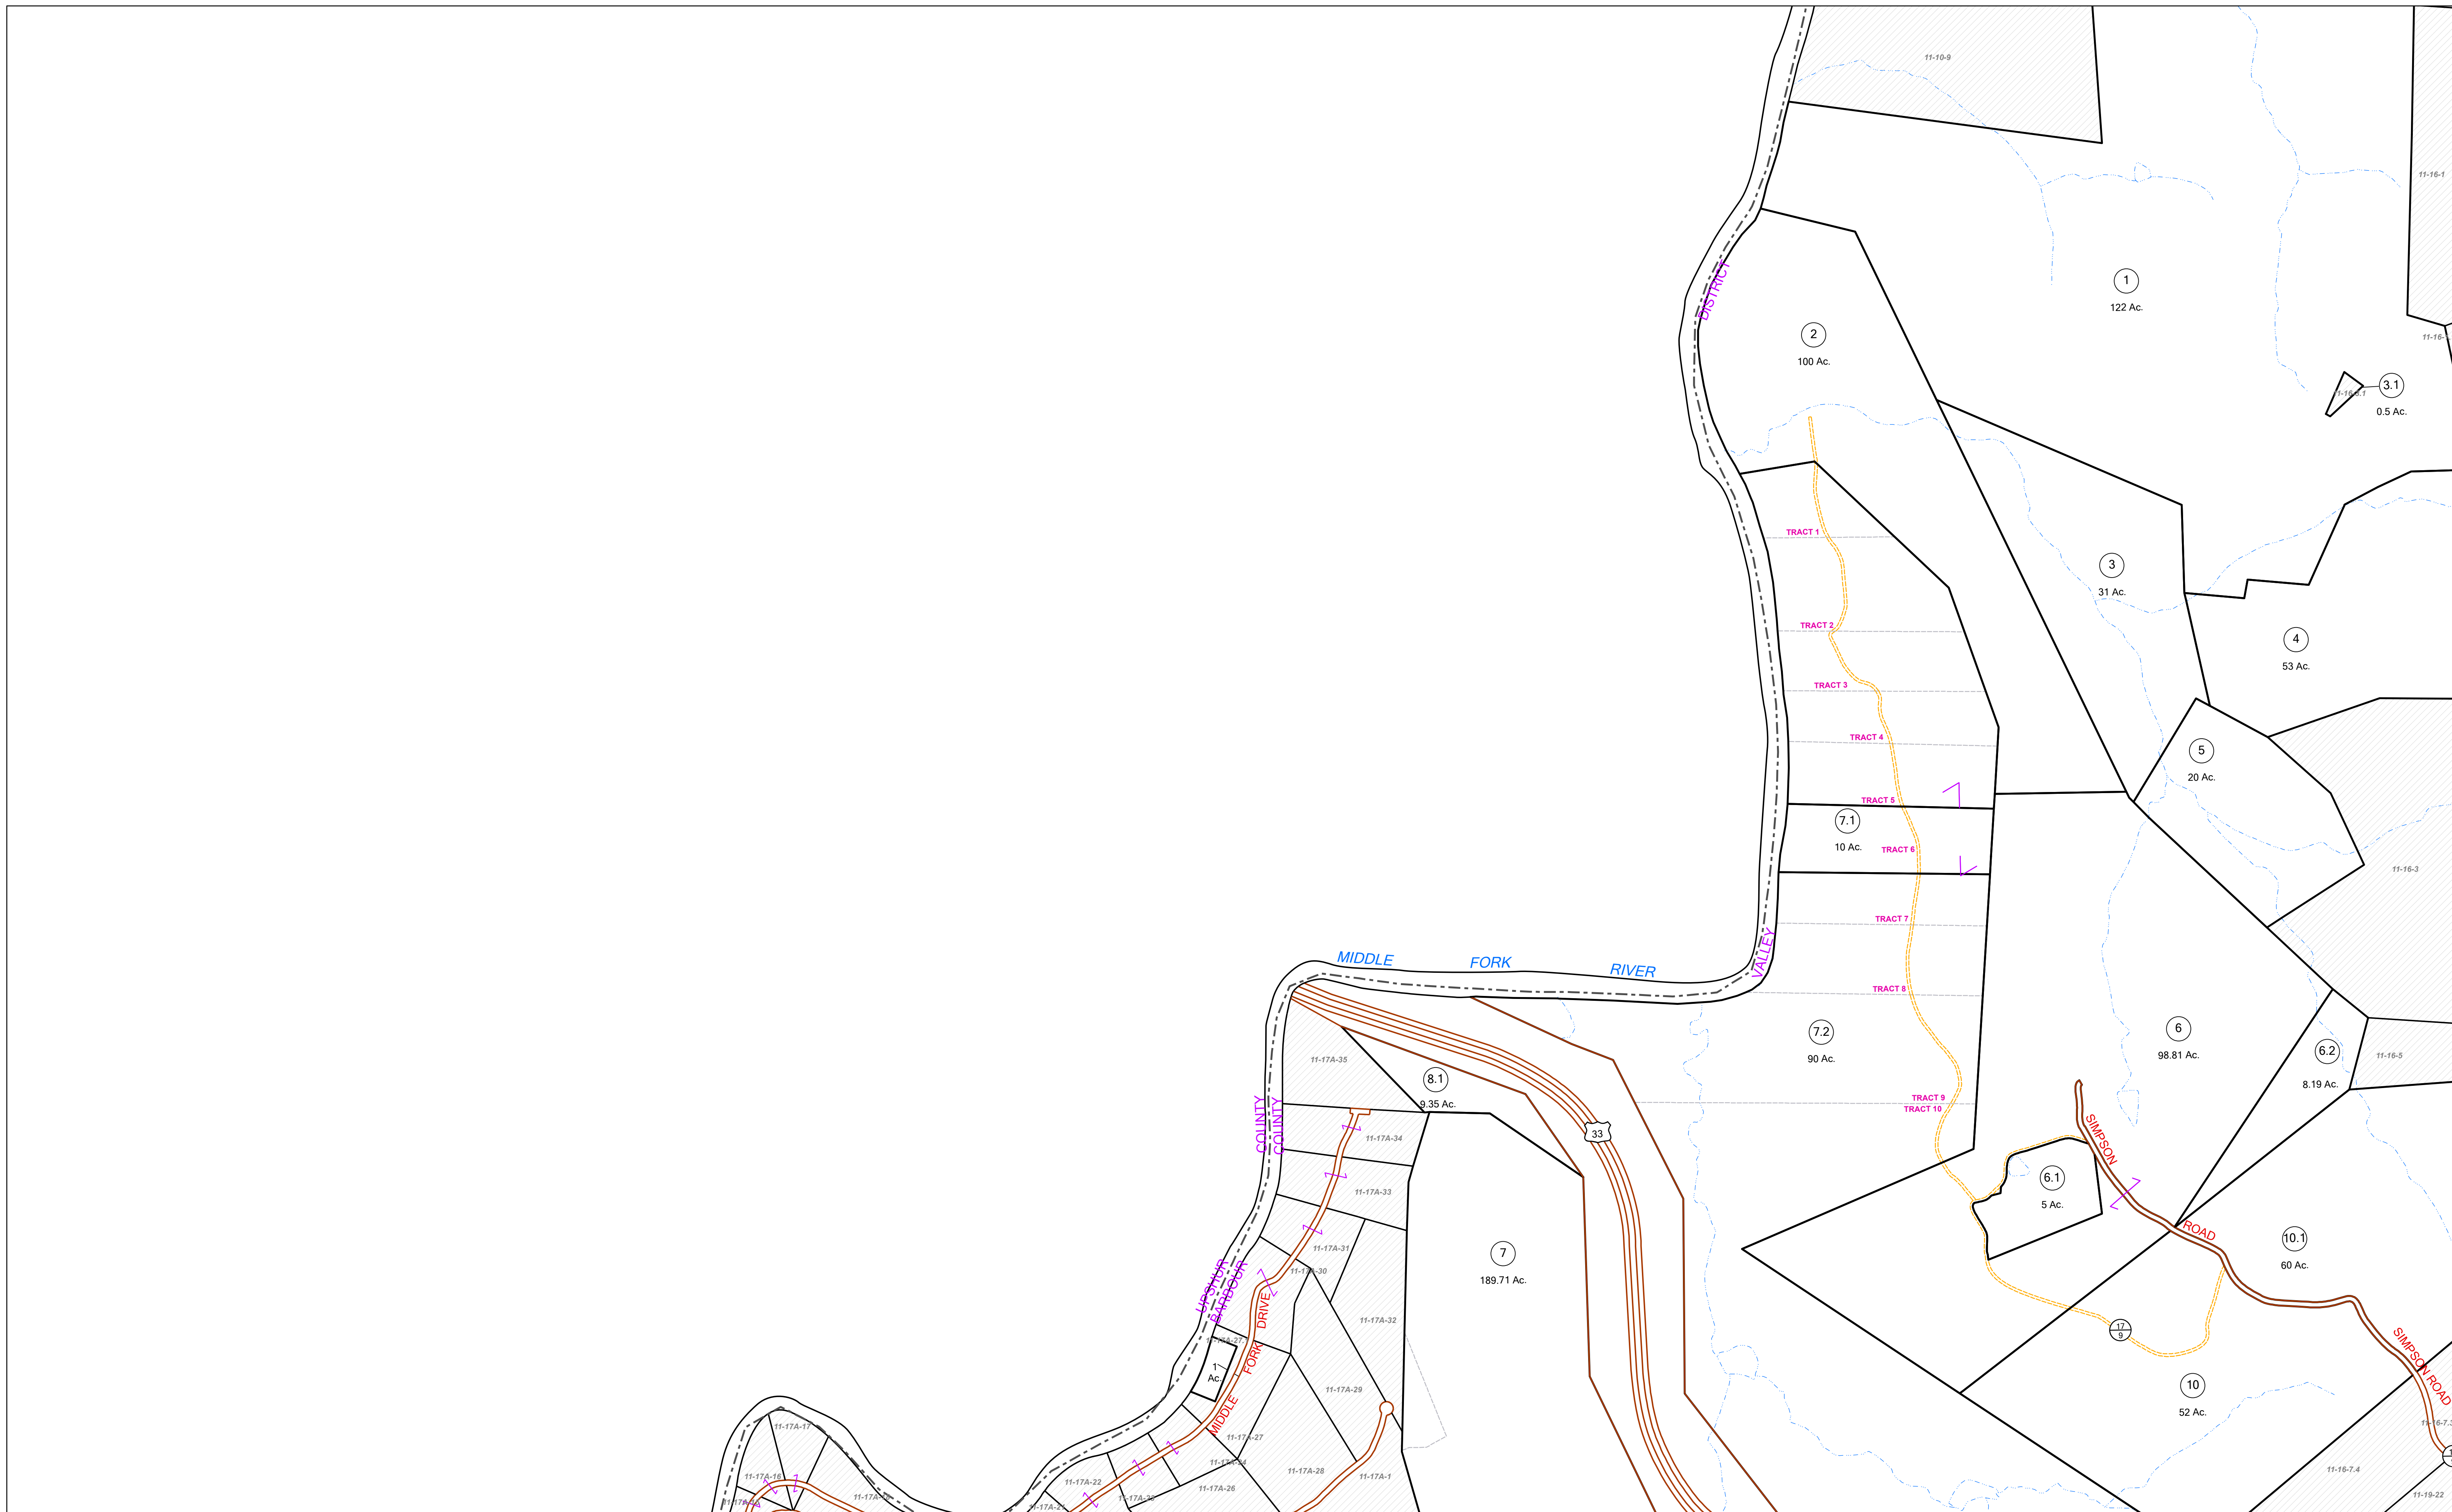 11-10-9
11-16-1
1
122 Ac.
DISTRICT
2
100 Ac.
3.1
0.5 Ac.
TRACT 1
3
31 Ac.
TRACT 2
4
53 Ac.
TRACT 3
TRACT 4
5
20 Ac.
TRACT 5
7.1
10 Ac.
TRACT 6
11-16-3
TRACT 7
VALLEY
MIDDLE FORK RIVER
TRACT 8
7.2
90 Ac.
6
98.81 Ac.
6.2
8.19 Ac.
11-16-5
11-17A-35
8.1
9.35 Ac.
TRACT 9
TRACT 10
33
COUNTY
COUNTY
11-17A-34
SIMPSON
ROAD
6.1
5 Ac.
11-17A-33
10.1
60 Ac.
7
189.71 Ac.
11-17A-31
11-17A-30
UPSHUR
BARBOUR
MIDDLE FORK DRIVE
11-17A-32
17
9
1
Ac.
SIMPSON ROAD
11-17A-29
10
52 Ac.
11-17A-17
11-17A-27
11-17A-24
11-17A-28
11-17A-1
11-17A-16
11-17A-22
11-17A-26
11-16-7.4
11-19-22